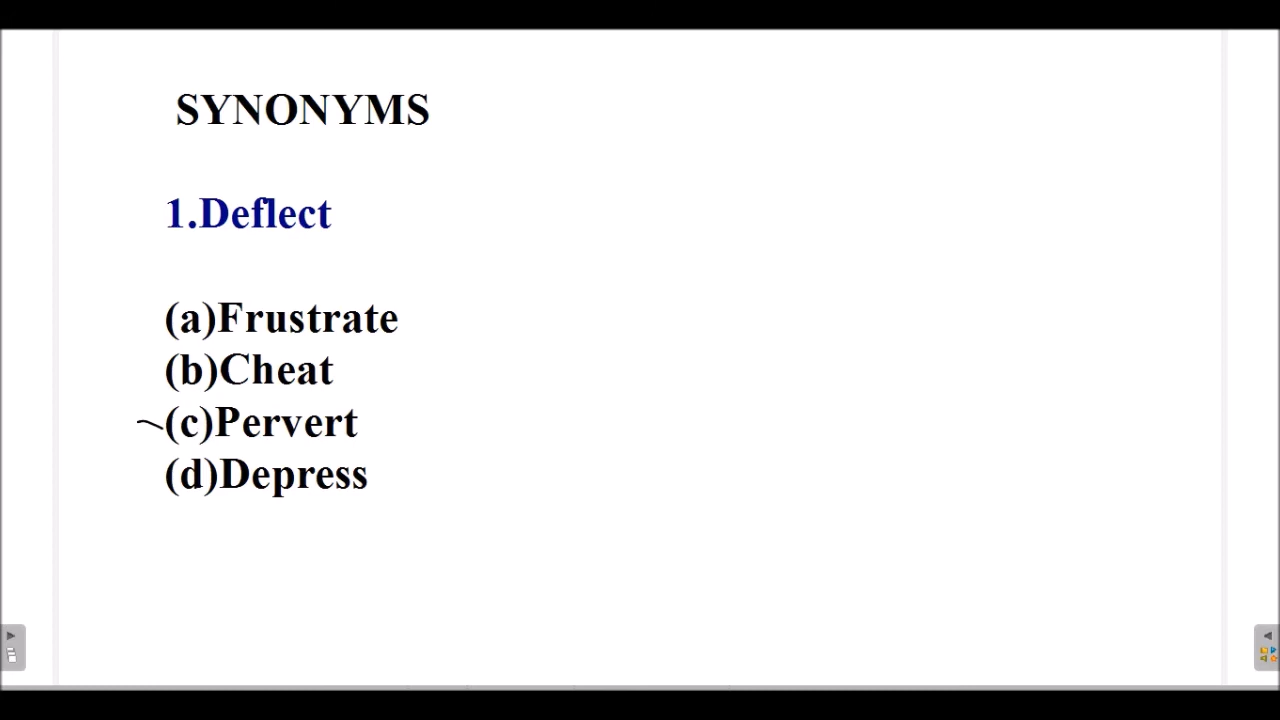 SYNONYMS
1.Deflect
(a)Frustrate
(b)Cheat
(c)Pervert
(d)Depress